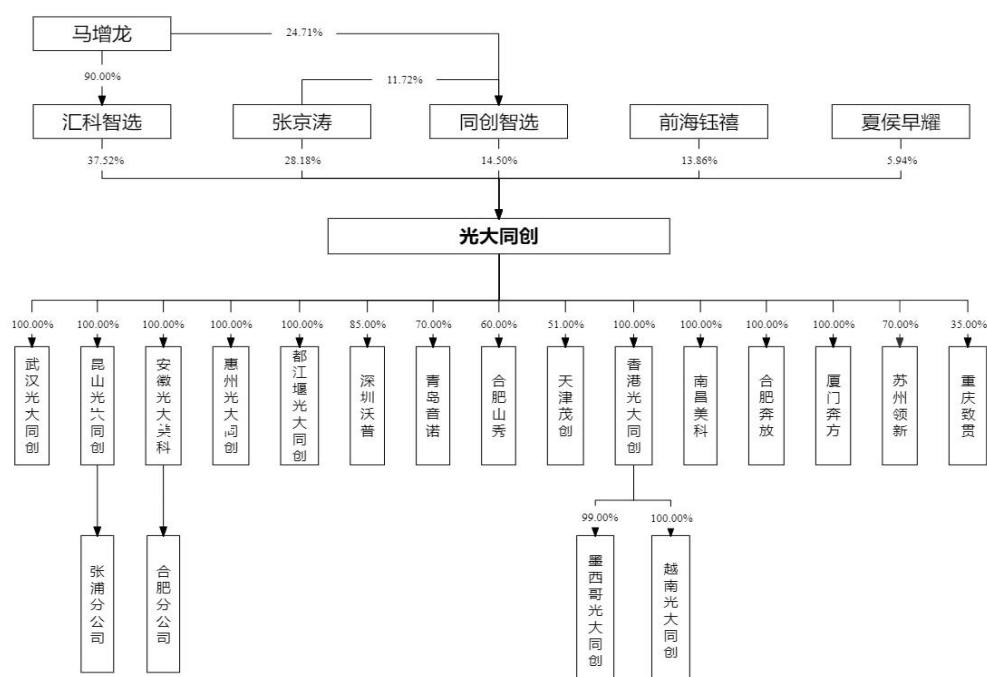 马增龙
24.71%
90.00%
11.72%
汇科智选
张京涛
同创智选
前海钰禧
夏侯早耀
37.52%
28.18%
14.50%
13.86%
5.94%
光大同创
100.00%
100.00%
100.00%
100.00%
100.00%
85.00%
70.00%
60.00%
51.00%
100.00%
100.00%
100.00%
100.00%
70.00%
35.00%
武汉光大同创
昆山光大同创
安徽光大美科
惠州光大同创
都江堰光大同创
深圳沃普
青岛音诺
合肥山秀
天津茂创
香港光大同创
南昌美科
合肥奔放
厦门奔方
苏州领新
重庆致贯
99.00%
100.00%
张浦分公司
合肥分公司
墨西哥光大同创
越南光大同创